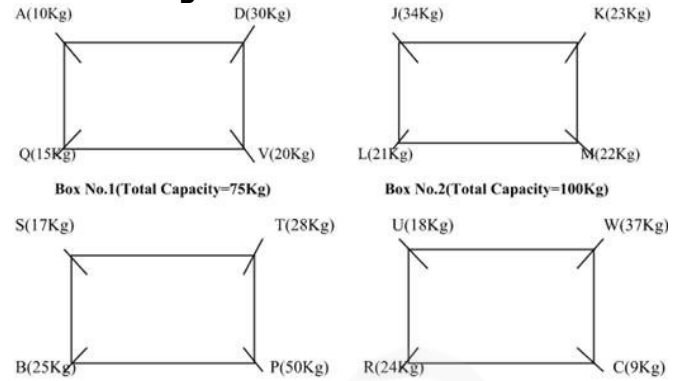 A(10Kg) D(30Kg) J(34Kg) K(23Kg)
Q(15Kg) V(20Kg) L(21Kg) M(22Kg)
Box No.1(Total Capacity=75Kg) Box No.2(Total Capacity=100Kg)
S(17Kg) T(28Kg) U(18Kg) W(37Kg)
B(25Kg) P(50Kg) R(24Kg) C(9Kg)